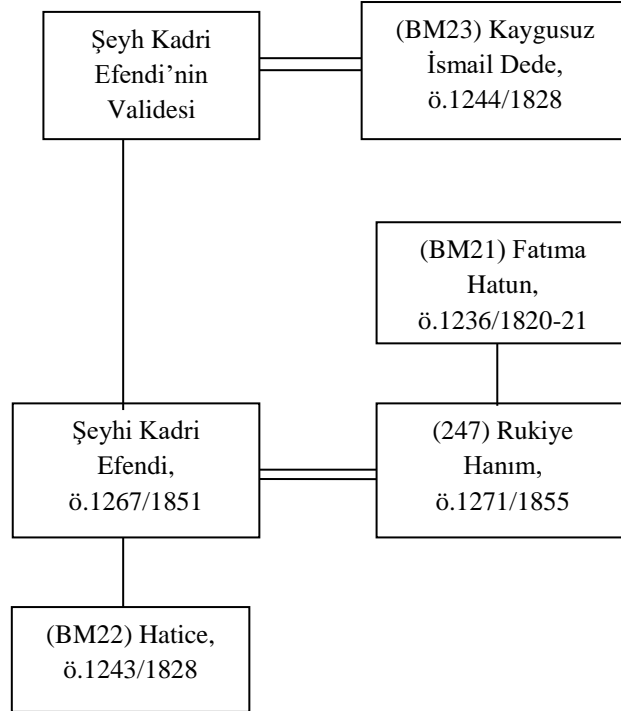 Şeyh Kadri
Efendi’nin
Validesi
(BM23) Kaygusuz
İsmail Dede,
ö.1244/1828
(BM21) Fatıma
Hatun,
ö.1236/1820-21
Şeyhi Kadri
Efendi,
ö.1267/1851
(247) Rukiye
Hanım,
ö.1271/1855
(BM22) Hatice,
ö.1243/1828